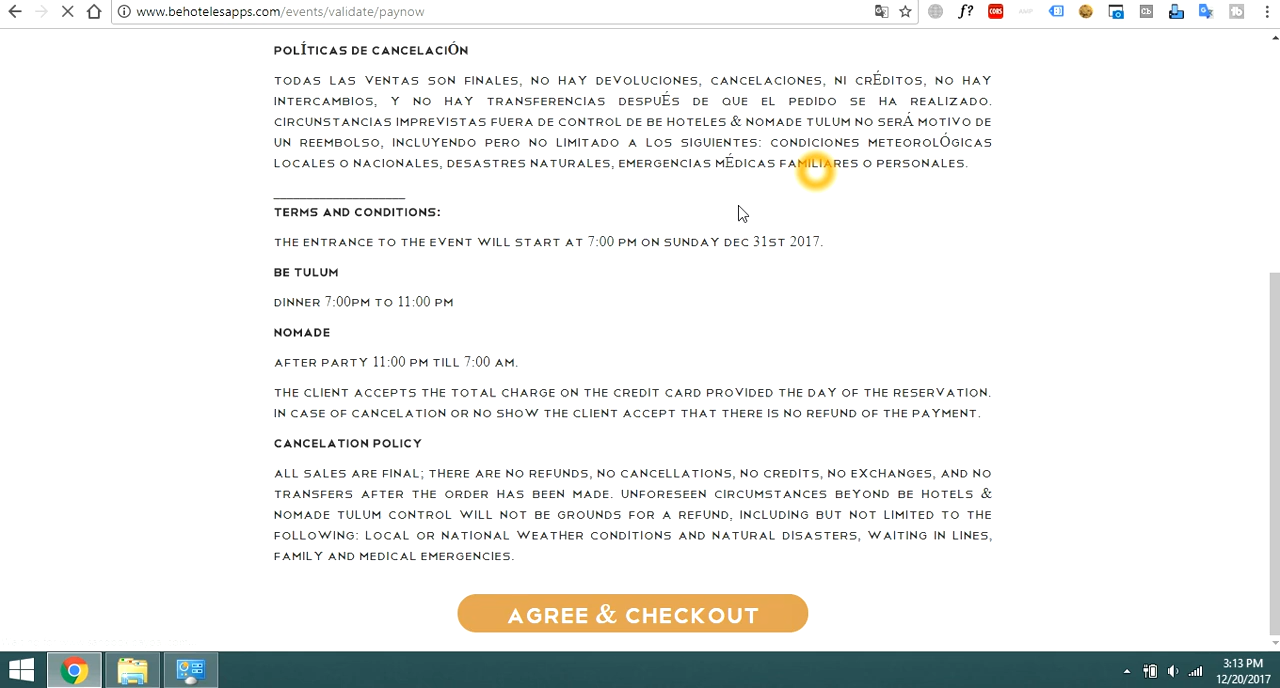 www.behotelesapps.com/events/validate/paynow
POLÍTICAS DE CANCELACIÓN
TODAS LAS VENTAS SON FINALES, NO HAY DEVOLUCIONES, CANCELACIONES, NI CRÉDITOS, NO HAY
INTERCAMBIOS, Y NO HAY TRANSFERENCIAS DESPUÉS DE QUE EL PEDIDO SE HA REALIZADO.
CIRCUNSTANCIAS IMPREVISTAS FUERA DE CONTROL DE BE HOTELES & NOMADE TULUM NO SERÁ MOTIVO DE
UN REEMBOLSO, INCLUYENDO PERO NO LIMITADO A LOS SIGUIENTES: CONDICIONES METEOROLÓGICAS
LOCALES O NACIONALES, DESASTRES NATURALES, EMERGENCIAS MÉDICAS FAMILIARES O PERSONALES.
TERMS AND CONDITIONS:
THE ENTRANCE TO THE EVENT WILL START AT 7:00 PM ON SUNDAY DEC 31ST 2017.
BE TULUM
DINNER 7:00PM TO 11:00 PM
NOMADE
AFTER PARTY 11:00 PM TILL 7:00 AM.
THE CLIENT ACCEPTS THE TOTAL CHARGE ON THE CREDIT CARD PROVIDED THE DAY OF THE RESERVATION.
IN CASE OF CANCELATION OR NO SHOW THE CLIENT ACCEPT THAT THERE IS NO REFUND OF THE PAYMENT.
CANCELATION POLICY
ALL SALES ARE FINAL; THERE ARE NO REFUNDS, NO CANCELLATIONS, NO CREDITS, NO EXCHANGES, AND NO
TRANSFERS AFTER THE ORDER HAS BEEN MADE. UNFORESEEN CIRCUMSTANCES BEYOND BE HOTELS &
NOMADE TULUM CONTROL WILL NOT BE GROUNDS FOR A REFUND, INCLUDING BUT NOT LIMITED TO THE
FOLLOWING: LOCAL OR NATIONAL WEATHER CONDITIONS AND NATURAL DISASTERS, WAITING IN LINES,
FAMILY AND MEDICAL EMERGENCIES.
AGREE & CHECKOUT
3:13 PM
12/20/2017